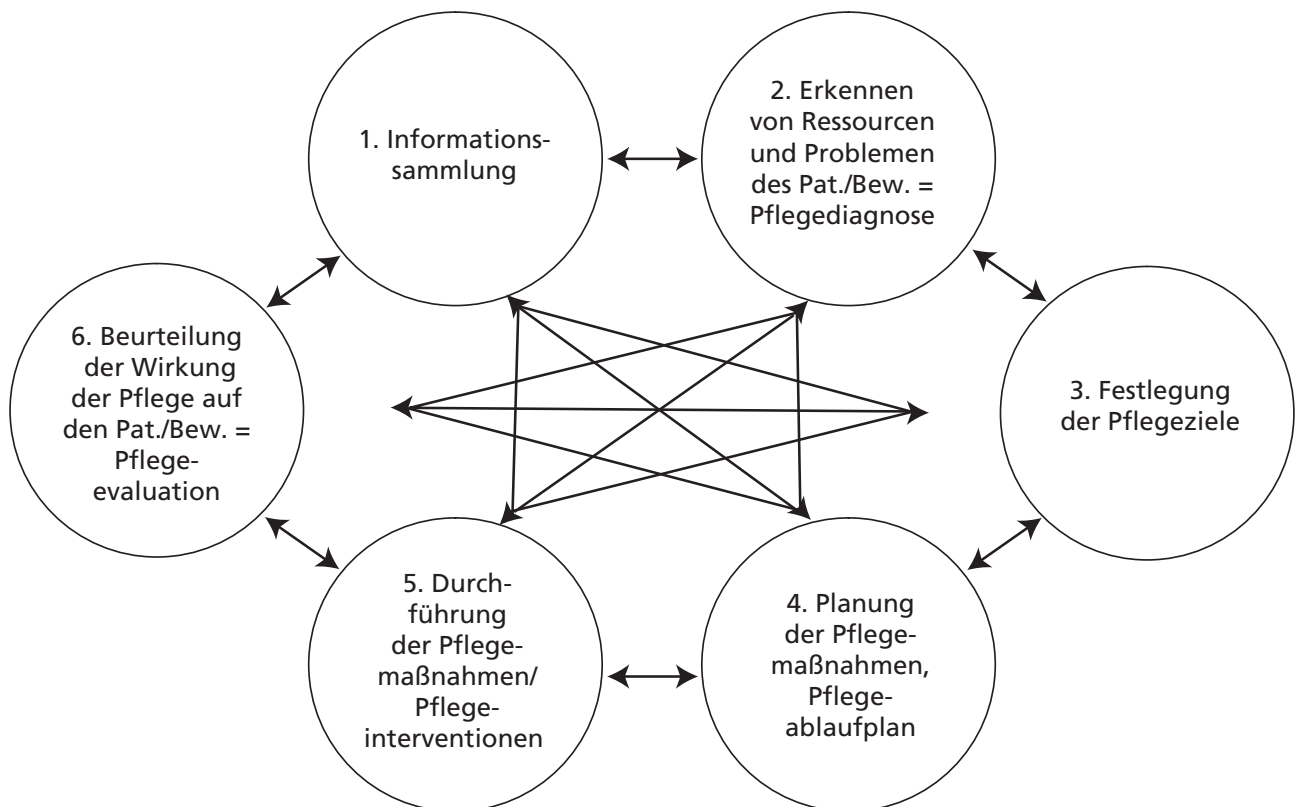 1. Informations-
sammlung
2. Erkennen
von Ressourcen
und Problemen
des Pat./Bew. =
Pflegediagnose
3. Festlegung
der Pflegeziele
4. Planung
der Pflege-
maßnahmen,
Pflege-
ablaufplan
5. Durch-
führung
der Pflege-
maßnahmen/
Pflege-
interventionen
6. Beurteilung
der Wirkung
der Pflege auf
den Pat./Bew. =
Pflege-
evaluation